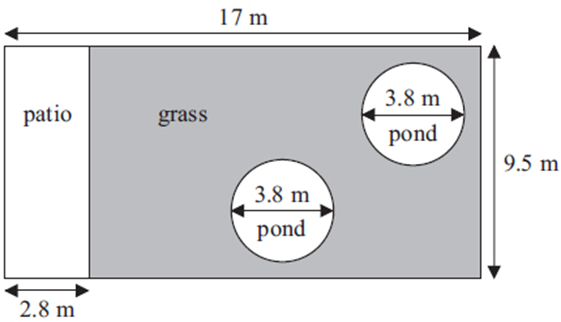 17 m
patio
grass
3.8 m
pond
9.5 m
3.8 m
pond
2.8 m